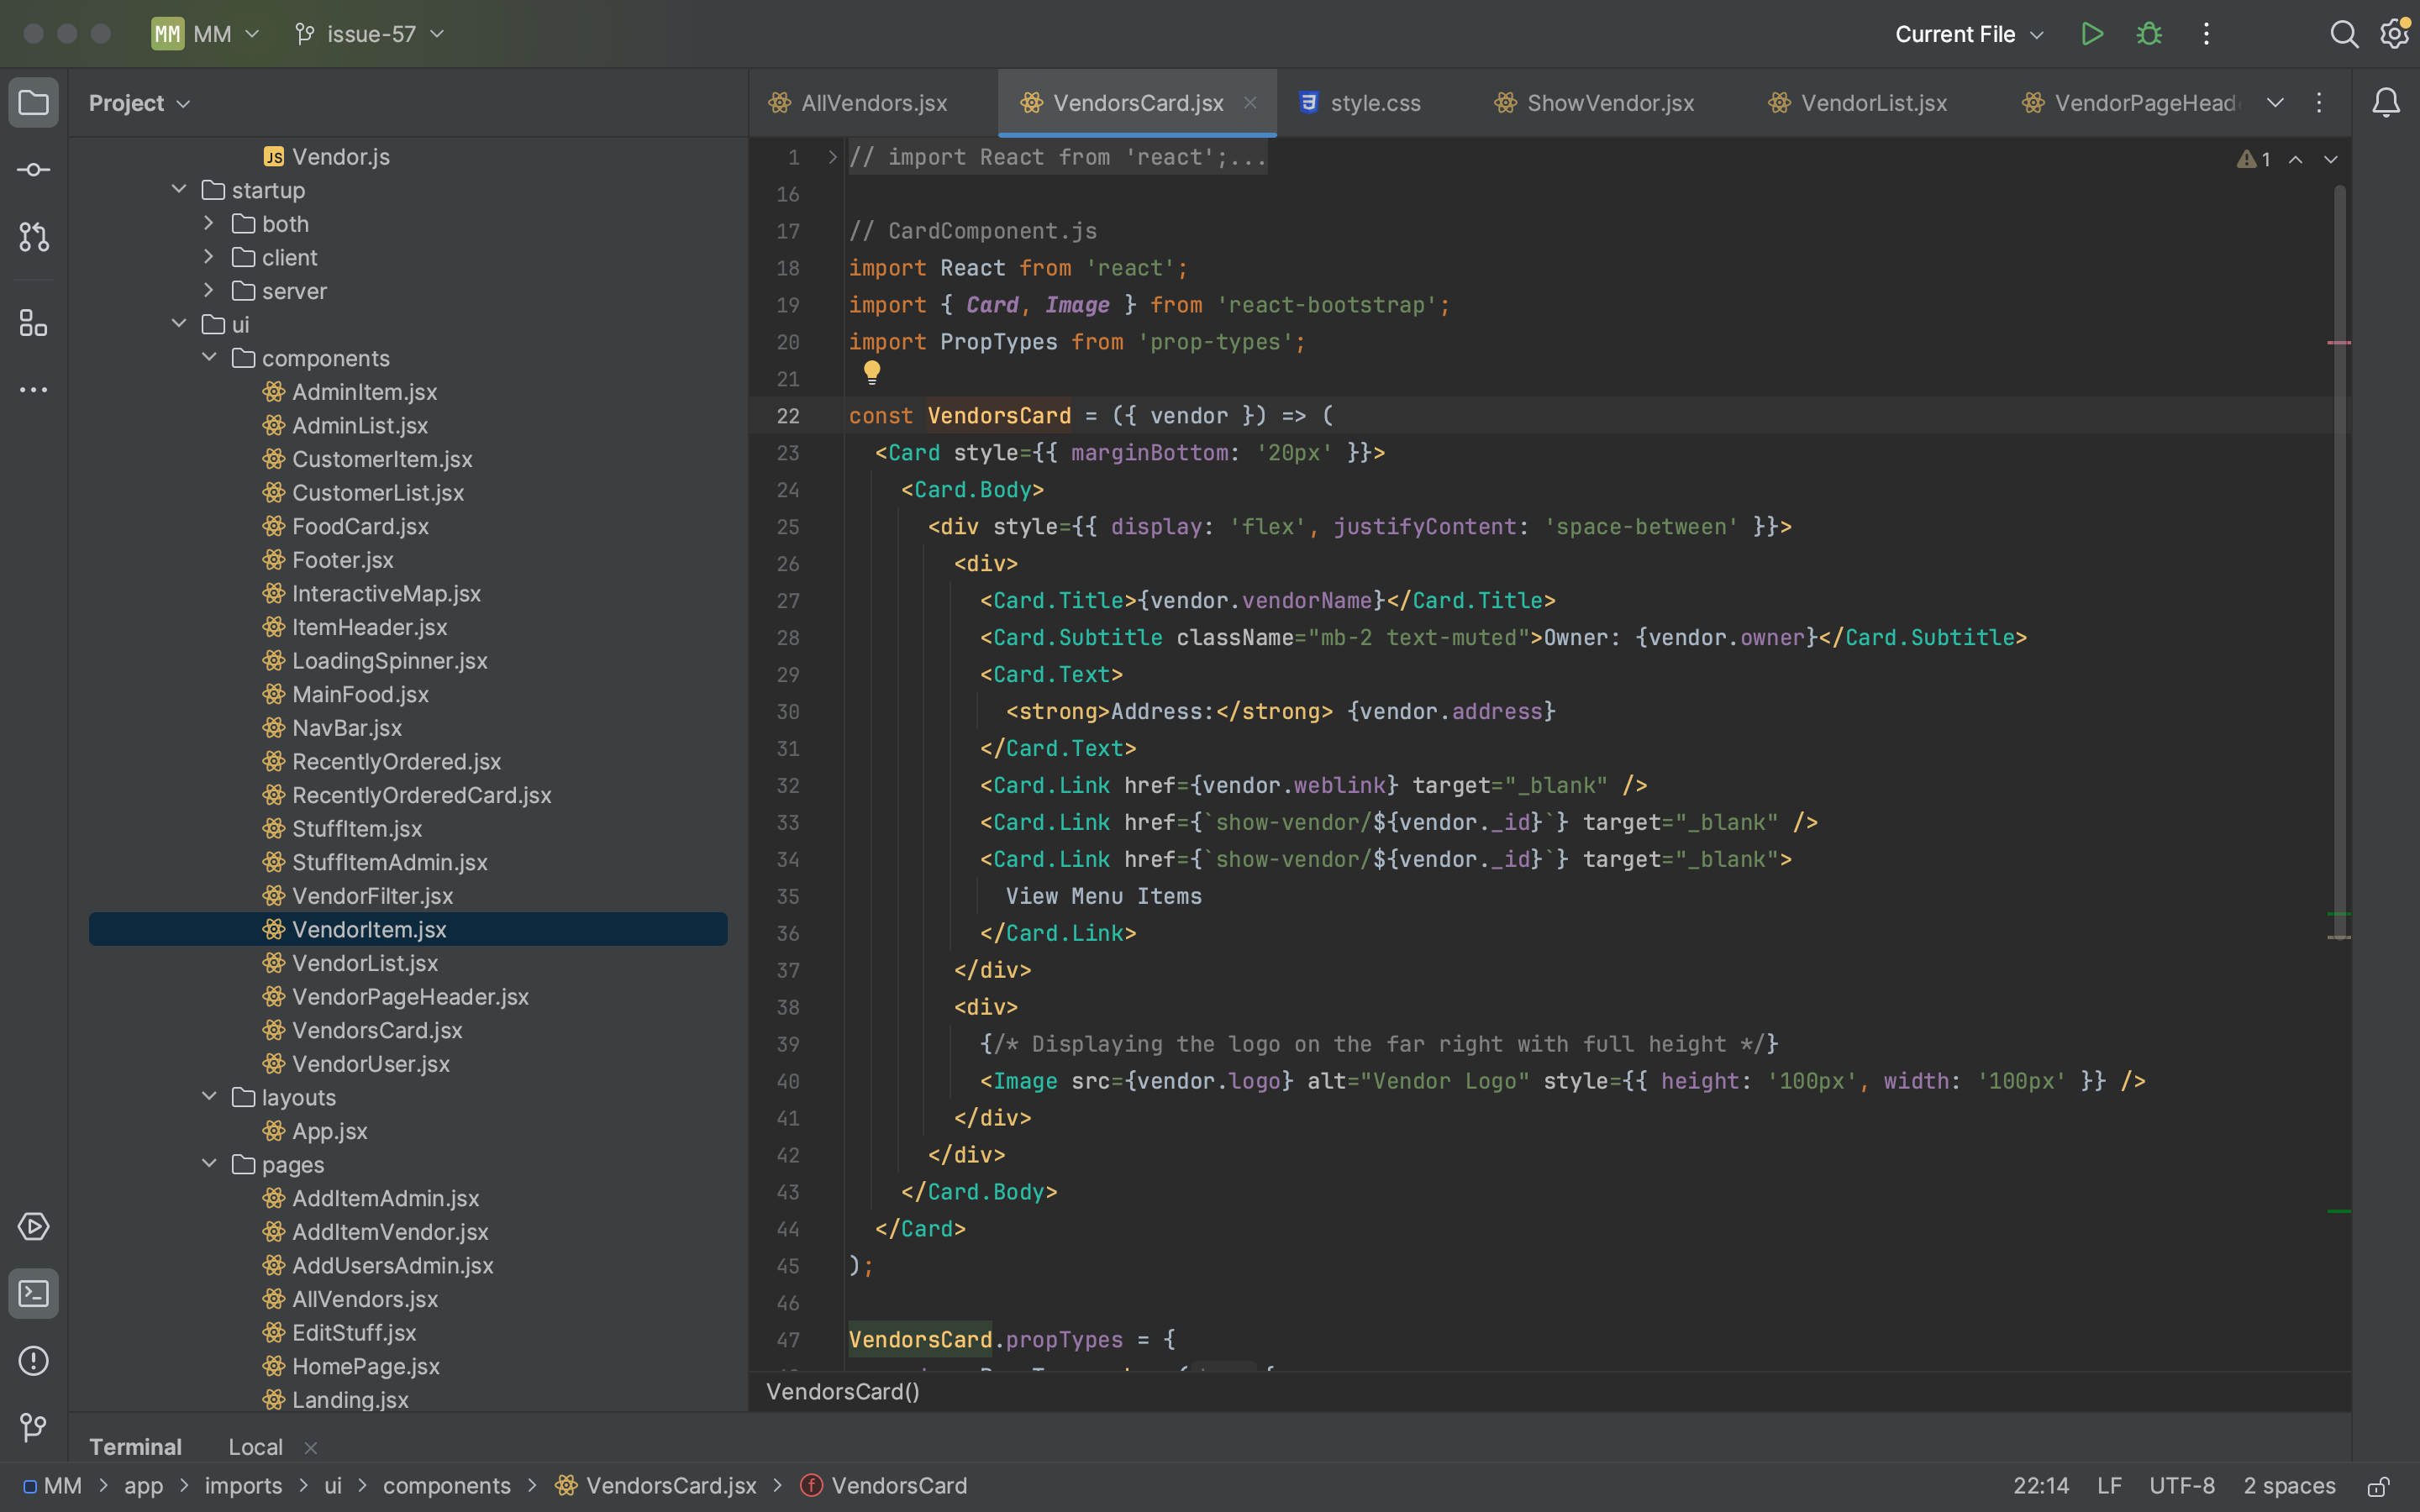 MM MM issue-57 Current File
Project
AllVendors.jsx VendorsCard.jsx style.css ShowVendor.jsx VendorList.jsx VendorPageHead
Vendor.js
startup
both
client
server
ui
components
AdminItem.jsx
AdminList.jsx
CustomerItem.jsx
CustomerList.jsx
FoodCard.jsx
Footer.jsx
InteractiveMap.jsx
ItemHeader.jsx
LoadingSpinner.jsx
MainFood.jsx
NavBar.jsx
RecentlyOrdered.jsx
RecentlyOrderedCard.jsx
StuffItem.jsx
StuffItemAdmin.jsx
VendorFilter.jsx
VendorItem.jsx
VendorList.jsx
VendorPageHeader.jsx
VendorsCard.jsx
VendorUser.jsx
layouts
App.jsx
pages
AddItemAdmin.jsx
AddItemVendor.jsx
AddUsersAdmin.jsx
AllVendors.jsx
EditStuff.jsx
HomePage.jsx
Landing.jsx
1 // import React from 'react';... 1
16
17 // CardComponent.js
18 import React from 'react';
19 import { Card, Image } from 'react-bootstrap';
20 import PropTypes from 'prop-types';
21
22 const VendorsCard = ({ vendor }) => (
23 <Card style={{ marginBottom: '20px' }}>
24 <Card.Body>
25 <div style={{ display: 'flex', justifyContent: 'space-between' }}>
26 <div>
27 <Card.Title>{vendor.vendorName}</Card.Title>
28 <Card.Subtitle className="mb-2 text-muted">Owner: {vendor.owner}</Card.Subtitle>
29 <Card.Text>
30 <strong>Address:</strong> {vendor.address}
31 </Card.Text>
32 <Card.Link href={vendor.weblink} target="_blank" />
33 <Card.Link href={`show-vendor/${vendor._id}`} target="_blank" />
34 <Card.Link href={`show-vendor/${vendor._id}`} target="_blank">
35 View Menu Items
36 </Card.Link>
37 </div>
38 <div>
39 {/* Displaying the logo on the far right with full height */}
40 <Image src={vendor.logo} alt="Vendor Logo" style={{ height: '100px', width: '100px' }} />
41 </div>
42 </div>
43 </Card.Body>
44 </Card>
45 );
46
47 VendorsCard.propTypes = {
VendorsCard()
Terminal Local
MM > app > imports > ui > components > VendorsCard.jsx > VendorsCard 22:14 LF UTF-8 2 spaces